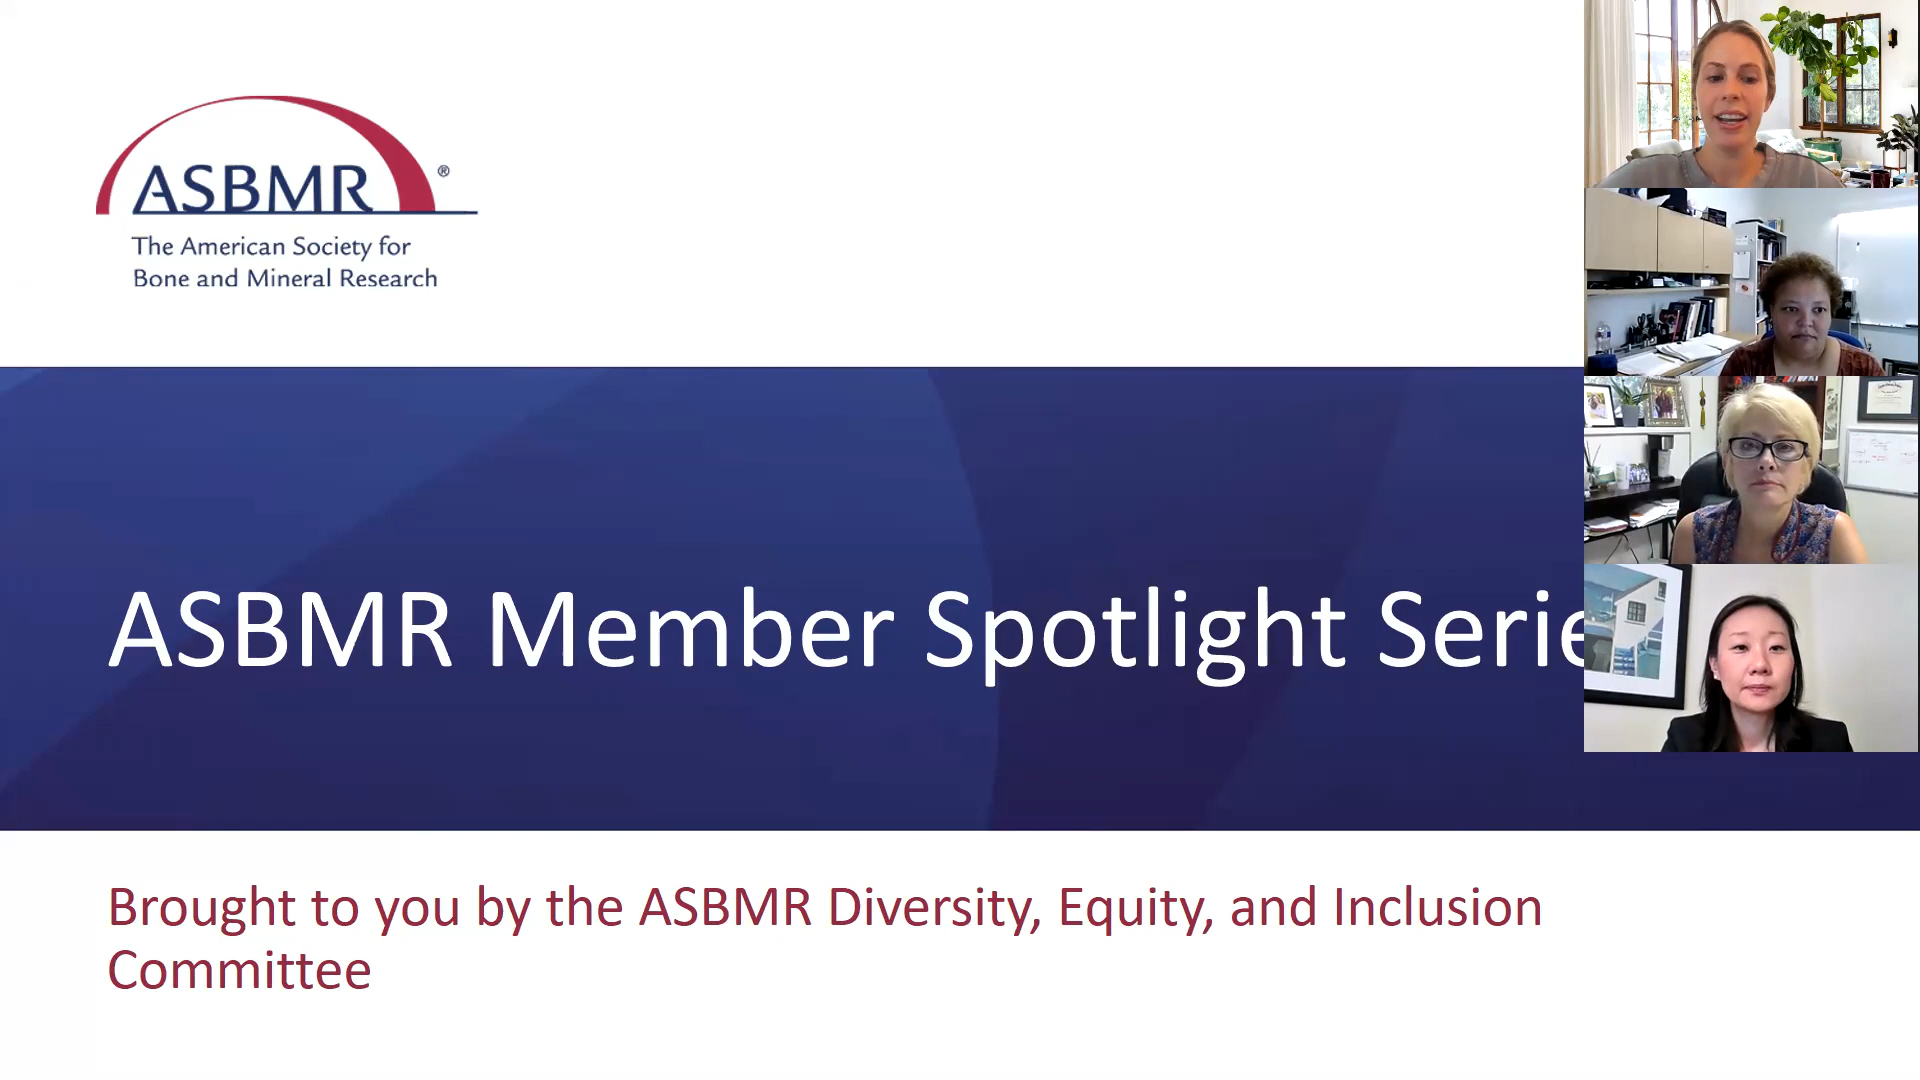 ASBMR®
The American Society for
Bone and Mineral Research
ASBMR Member Spotlight Serie
Brought to you by the ASBMR Diversity, Equity, and Inclusion
Committee